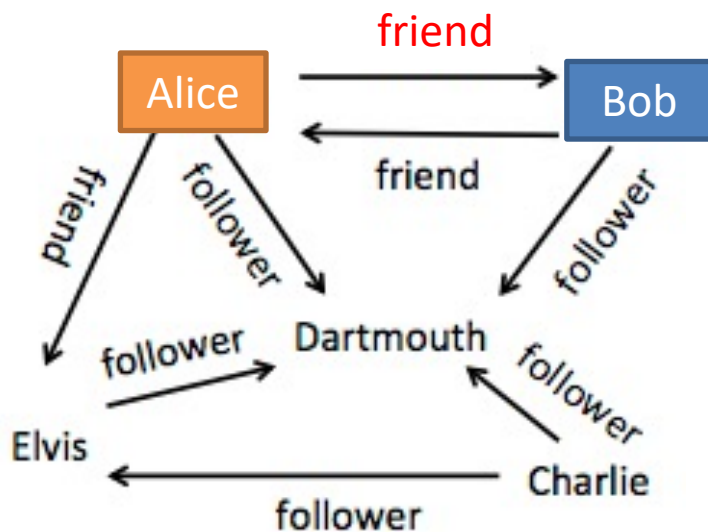 friend
Alice
Bob
friend
friend
follower
follower
Dartmouth
follower
follower
Elvis
Charlie
follower